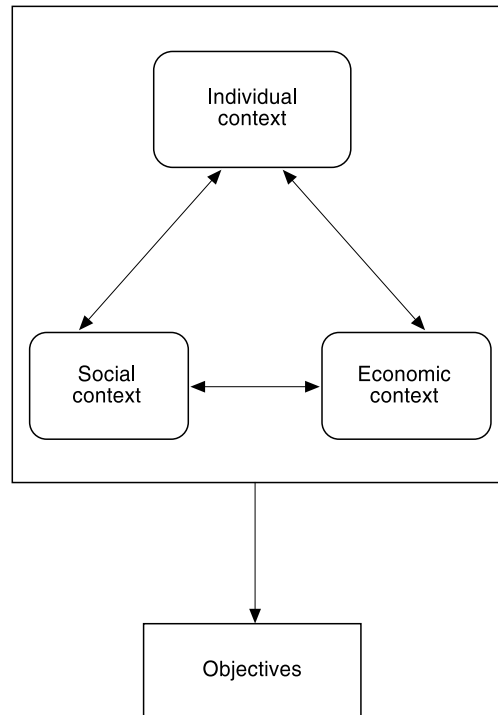 Individual
context
Social
context
Economic
context
Objectives